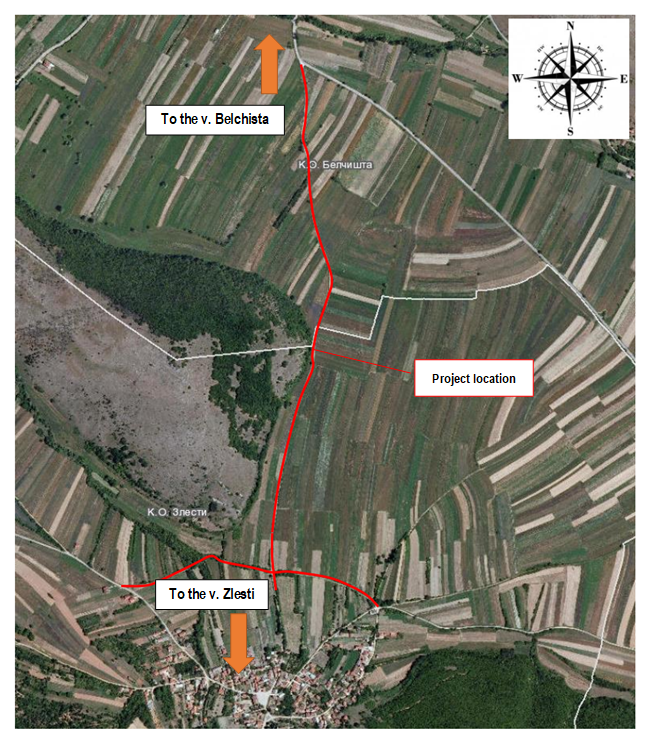 N
W E
S
To the v. Belchista
К.О. Белчишта
Project location
К.О. Злести
To the v. Zlesti